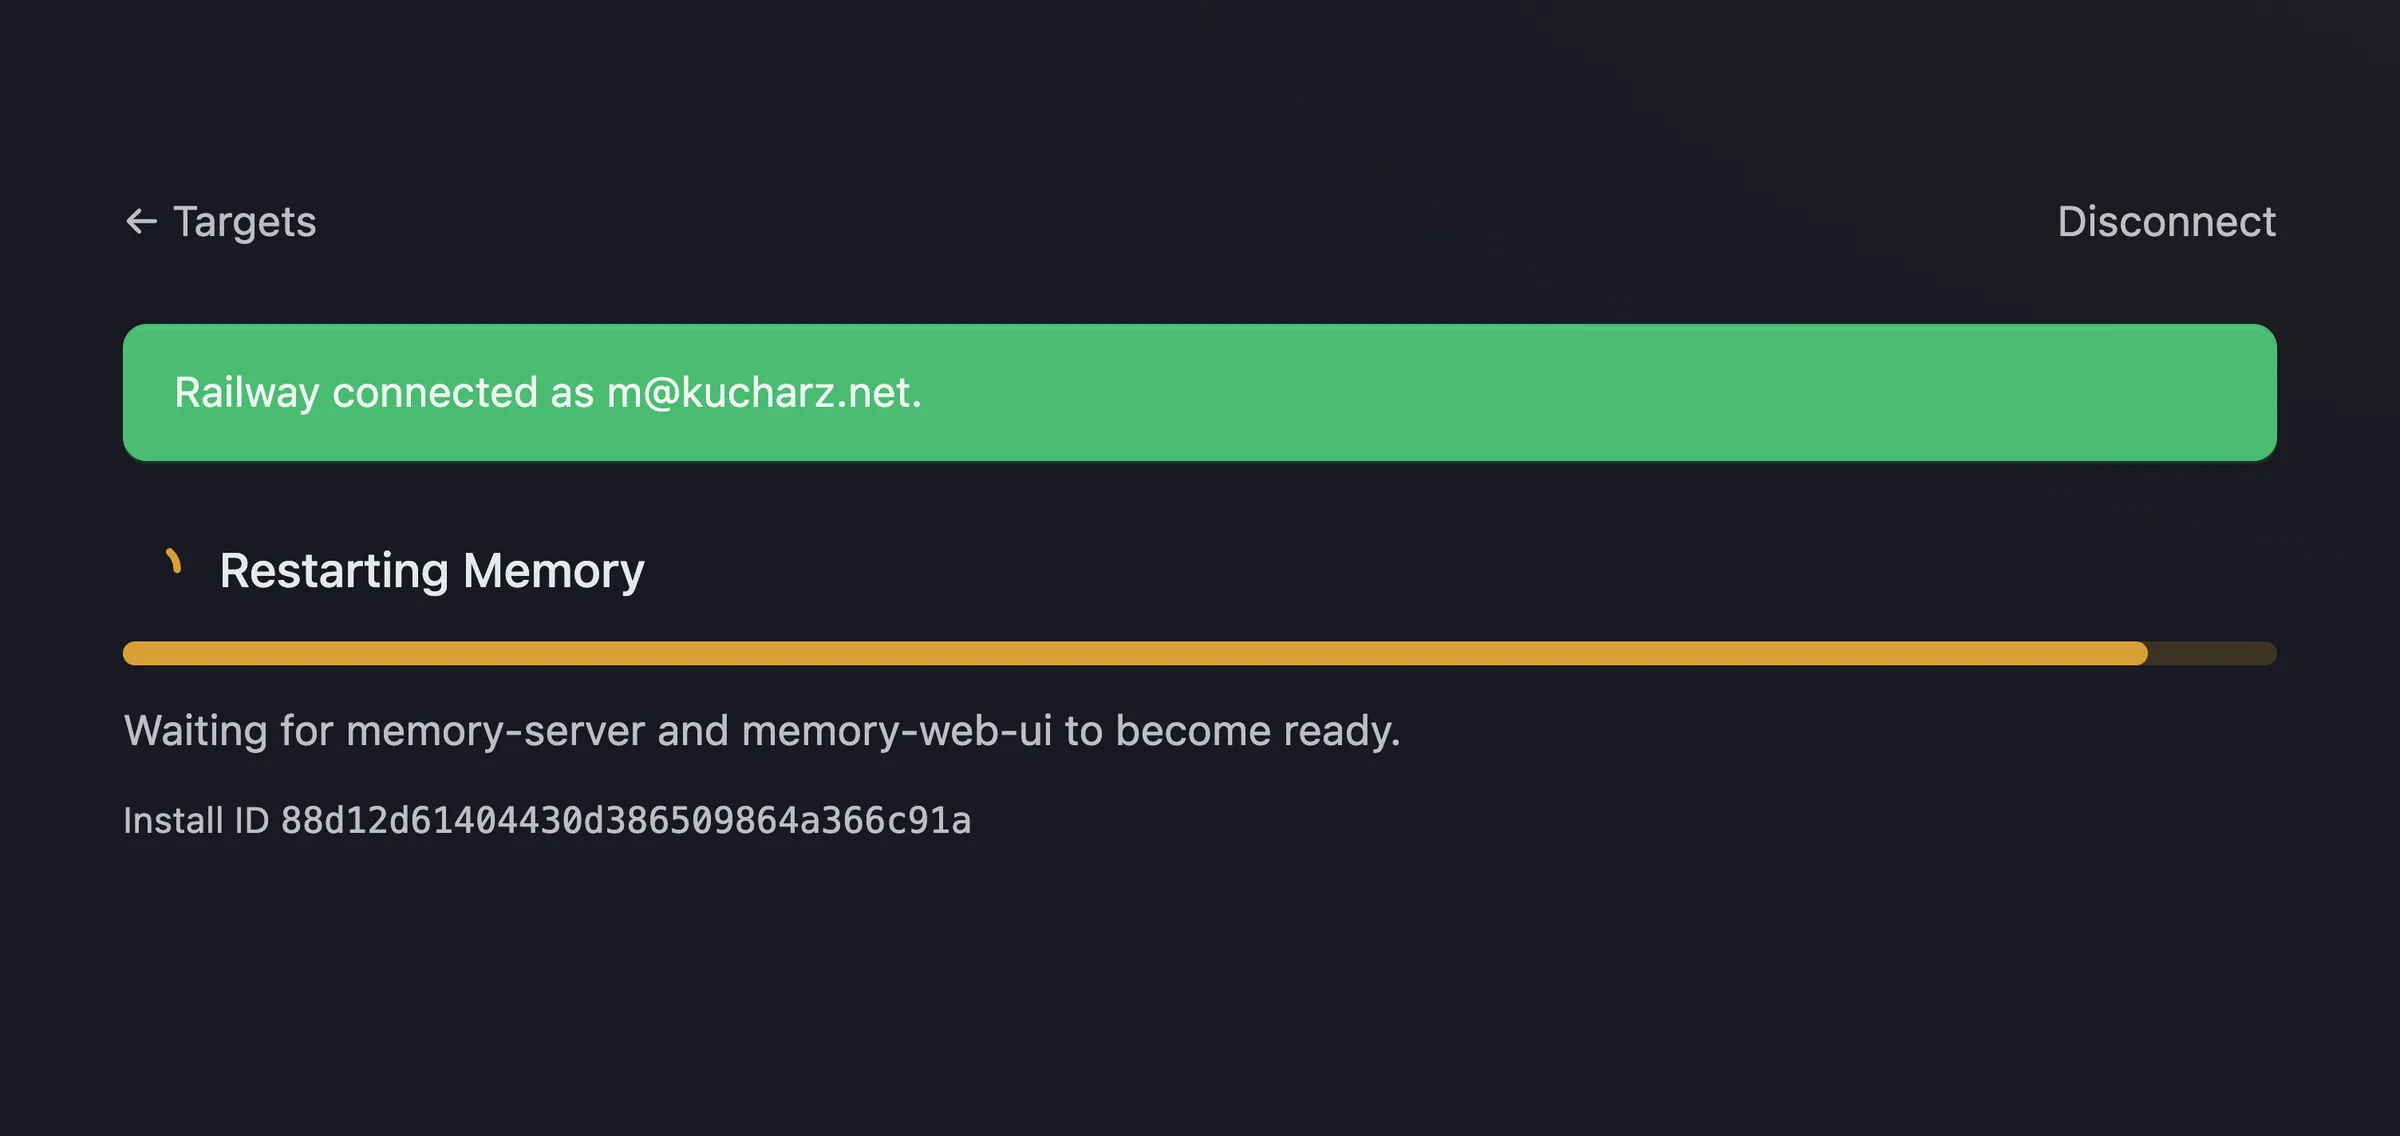 ← Targets
Disconnect
Railway connected as m@kucharz.net.
Restarting Memory
Waiting for memory-server and memory-web-ui to become ready.
Install ID 88d12d61404430d386509864a366c91a